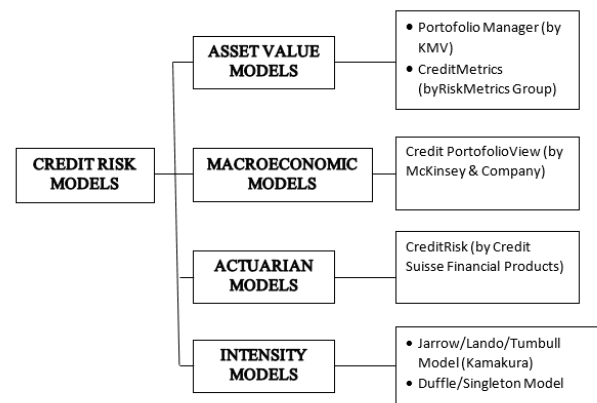 ASSET VALUE
MODELS
• Portofolio Manager (by
KMV)
• CreditMetrics
(byRiskMetrics Group)
CREDIT RISK
MODELS
MACROECONOMIC
MODELS
Credit PortofolioView (by
McKinsey & Company)
ACTUARIAN
MODELS
CreditRisk (by Credit
Suisse Financial Products)
INTENSITY
MODELS
• Jarrow/Lando/Tumbull
Model (Kamakura)
• Duffle/Singleton Model